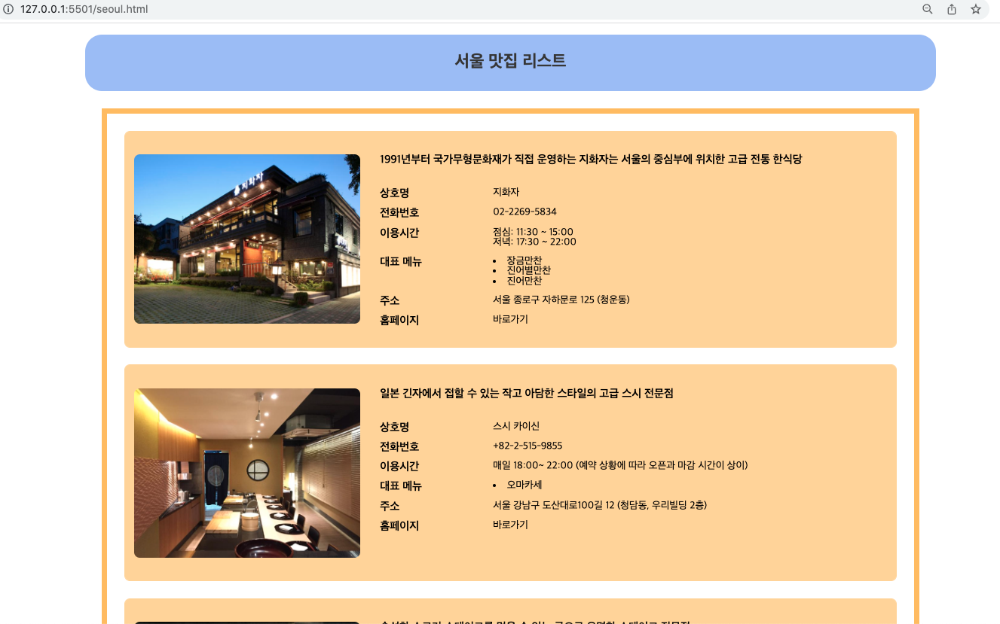 127.0.0.1:5501/seoul.html
서울 맛집 리스트
지화자
1991년부터 국가무형문화재가 직접 운영하는 지화자는 서울의 중심부에 위치한 고급 전통 한식당
상호명 지화자
전화번호 02-2269-5834
이용시간 점심: 11:30 ~ 15:00
저녁: 17:30 ~ 22:00
대표 메뉴 • 장금만찬
• 진어별만찬
• 진어만찬
주소 서울 종로구 자하문로 125 (청운동)
홈페이지 바로가기
일본 긴자에서 접할 수 있는 작고 아담한 스타일의 고급 스시 전문점
상호명 스시 카이신
전화번호 +82-2-515-9855
이용시간 매일 18:00~ 22:00 (예약 상황에 따라 오픈과 마감 시간이 상이)
대표 메뉴 • 오마카세
주소 서울 강남구 도산대로100길 12 (청담동, 우리빌딩 2층)
홈페이지 바로가기